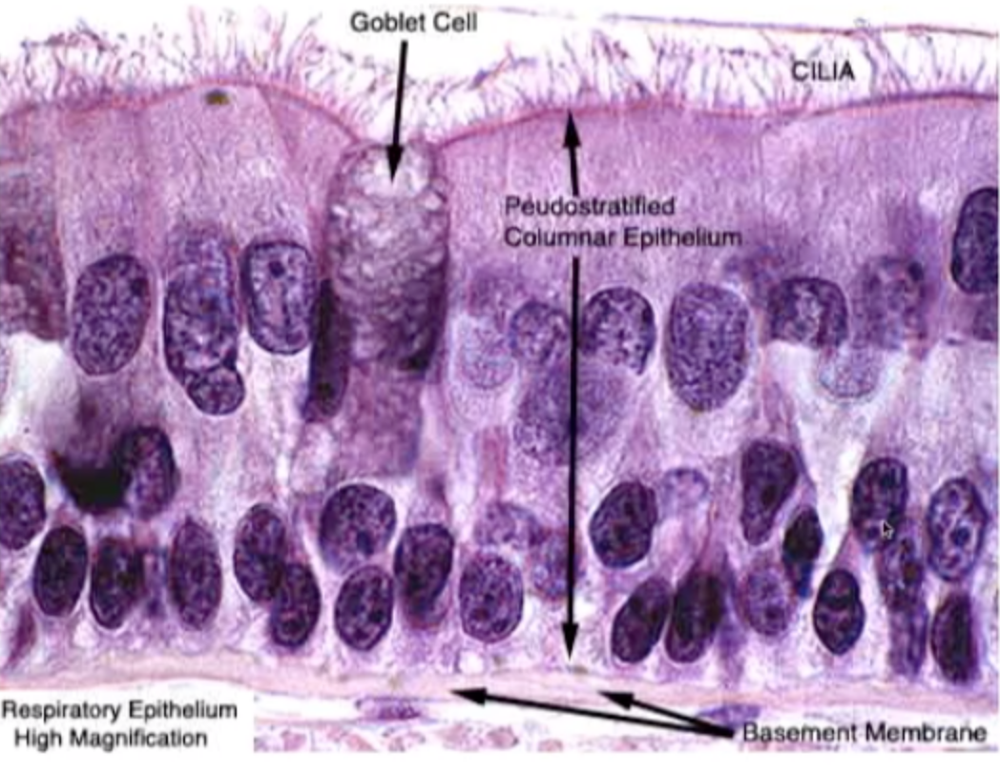 Goblet Cell
CILIA
Peudostratified
Columnar Epithelium
Respiratory Epithelium
High Magnification
Basement Membrane